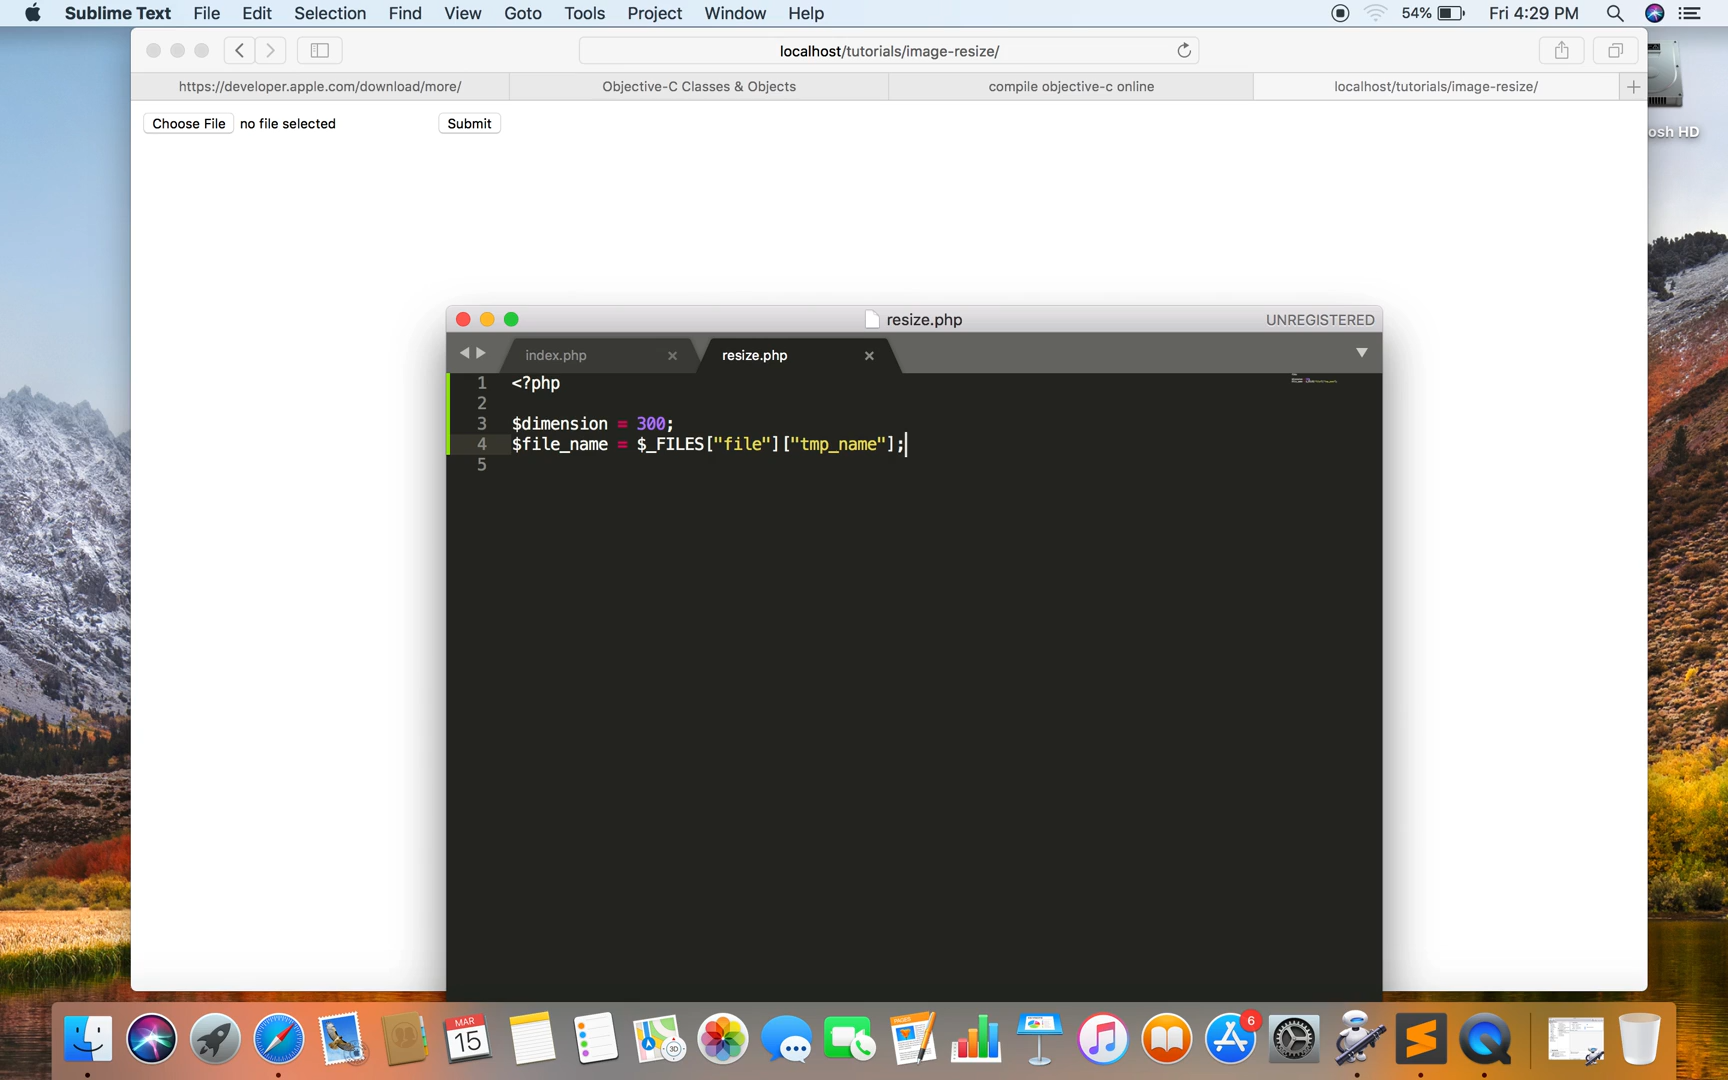 Sublime Text File Edit Selection Find View Goto Tools Project Window Help 54% Fri 4:29 PM
localhost/tutorials/image-resize/
https://developer.apple.com/download/more/ Objective-C Classes & Objects compile objective-c online localhost/tutorials/image-resize/
Choose File no file selected Submit
osh HD
resize.php UNREGISTERED
index.php resize.php
1 <?php
2
3 $dimension = 300;
4 $file_name = $_FILES["file"]["tmp_name"];
5
MAR
15
3D
PAGES
6